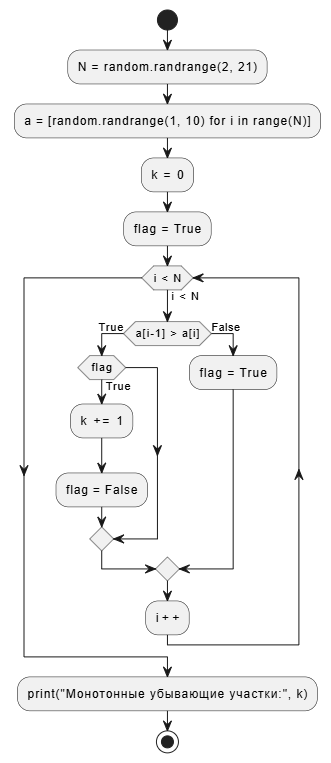 N = random.randrange(2, 21)
a = [random.randrange(1, 10) for i in range(N)]
k = 0
flag = True
i < N
i < N
True
a[i-1] > a[i]
False
flag
flag = True
True
k += 1
flag = False
i++
print("Монотонные убывающие участки:", k)